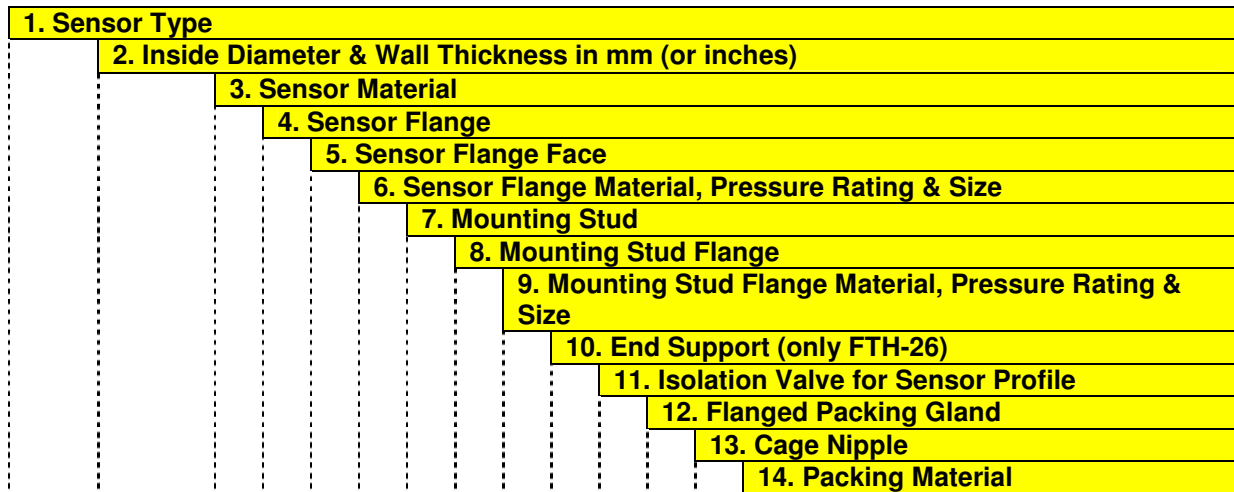 1. Sensor Type
2. Inside Diameter & Wall Thickness in mm (or inches)
3. Sensor Material
4. Sensor Flange
5. Sensor Flange Face
6. Sensor Flange Material, Pressure Rating & Size
7. Mounting Stud
8. Mounting Stud Flange
9. Mounting Stud Flange Material, Pressure Rating &
Size
10. End Support (only FTH-26)
11. Isolation Valve for Sensor Profile
12. Flanged Packing Gland
13. Cage Nipple
14. Packing Material